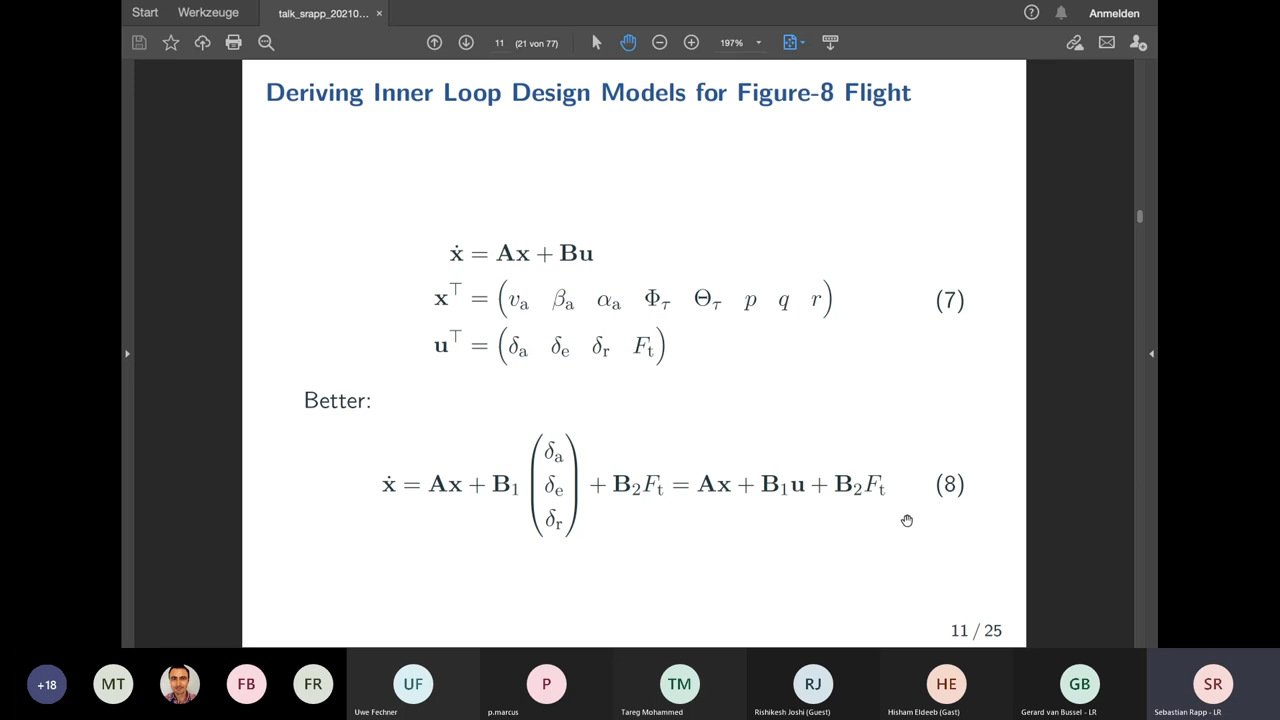 Start Werkzeuge talk_srapp_20210... × Anmelden
11 (21 von 77) 197%
Deriving Inner Loop Design Models for Figure-8 Flight
ẋ = Ax + Bu
x⊤ = (vₐ βₐ αₐ Φτ Θτ p q r) (7)
u⊤ = (δa δe δr Ft)
Better:
ẋ = Ax + B₁ (δa δe δr) + B₂Ft = Ax + B₁u + B₂Ft (8)
11 / 25
+18 MT FB FR UF P TM RJ HE GB SR
Uwe Fechner p.marcus Tareg Mohammed Rishikesh Joshi (Guest) Hisham Eldeeb (Gast) Gerard van Bussel - LR Sebastian Rapp - LR